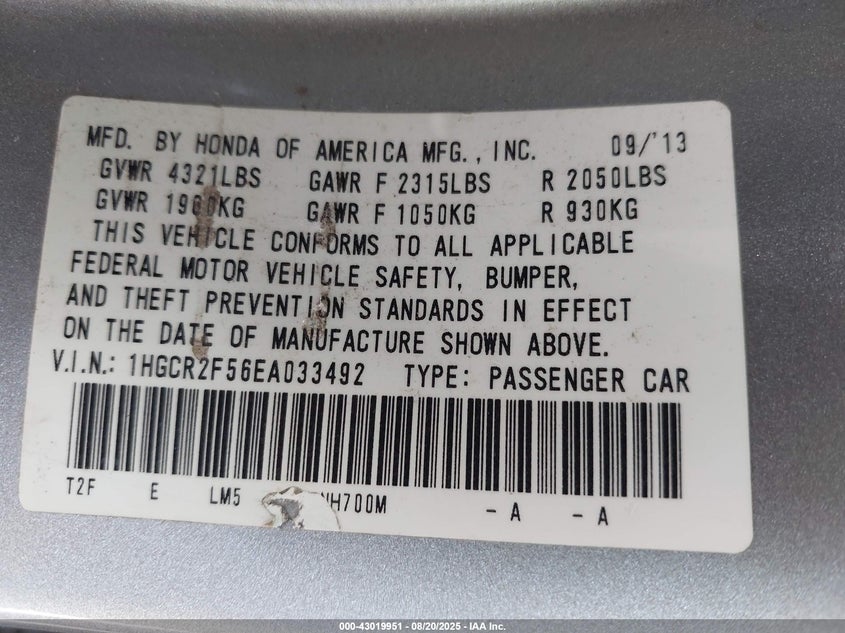 MFD. BY HONDA OF AMERICA MFG., INC. 09/'13
GVWR 4321LBS GAWR F 2315LBS R 2050LBS
GVWR 1960KG GAWR F 1050KG R 930KG
THIS VEHICLE CONFORMS TO ALL APPLICABLE
FEDERAL MOTOR VEHICLE SAFETY, BUMPER,
AND THEFT PREVENTION STANDARDS IN EFFECT
ON THE DATE OF MANUFACTURE SHOWN ABOVE.
V.I.N.: 1HGCR2F56EA033492 TYPE: PASSENGER CAR
T2F E LM5 NH700M - A - A
000-43019951 - 08/20/2025 - IAA Inc.